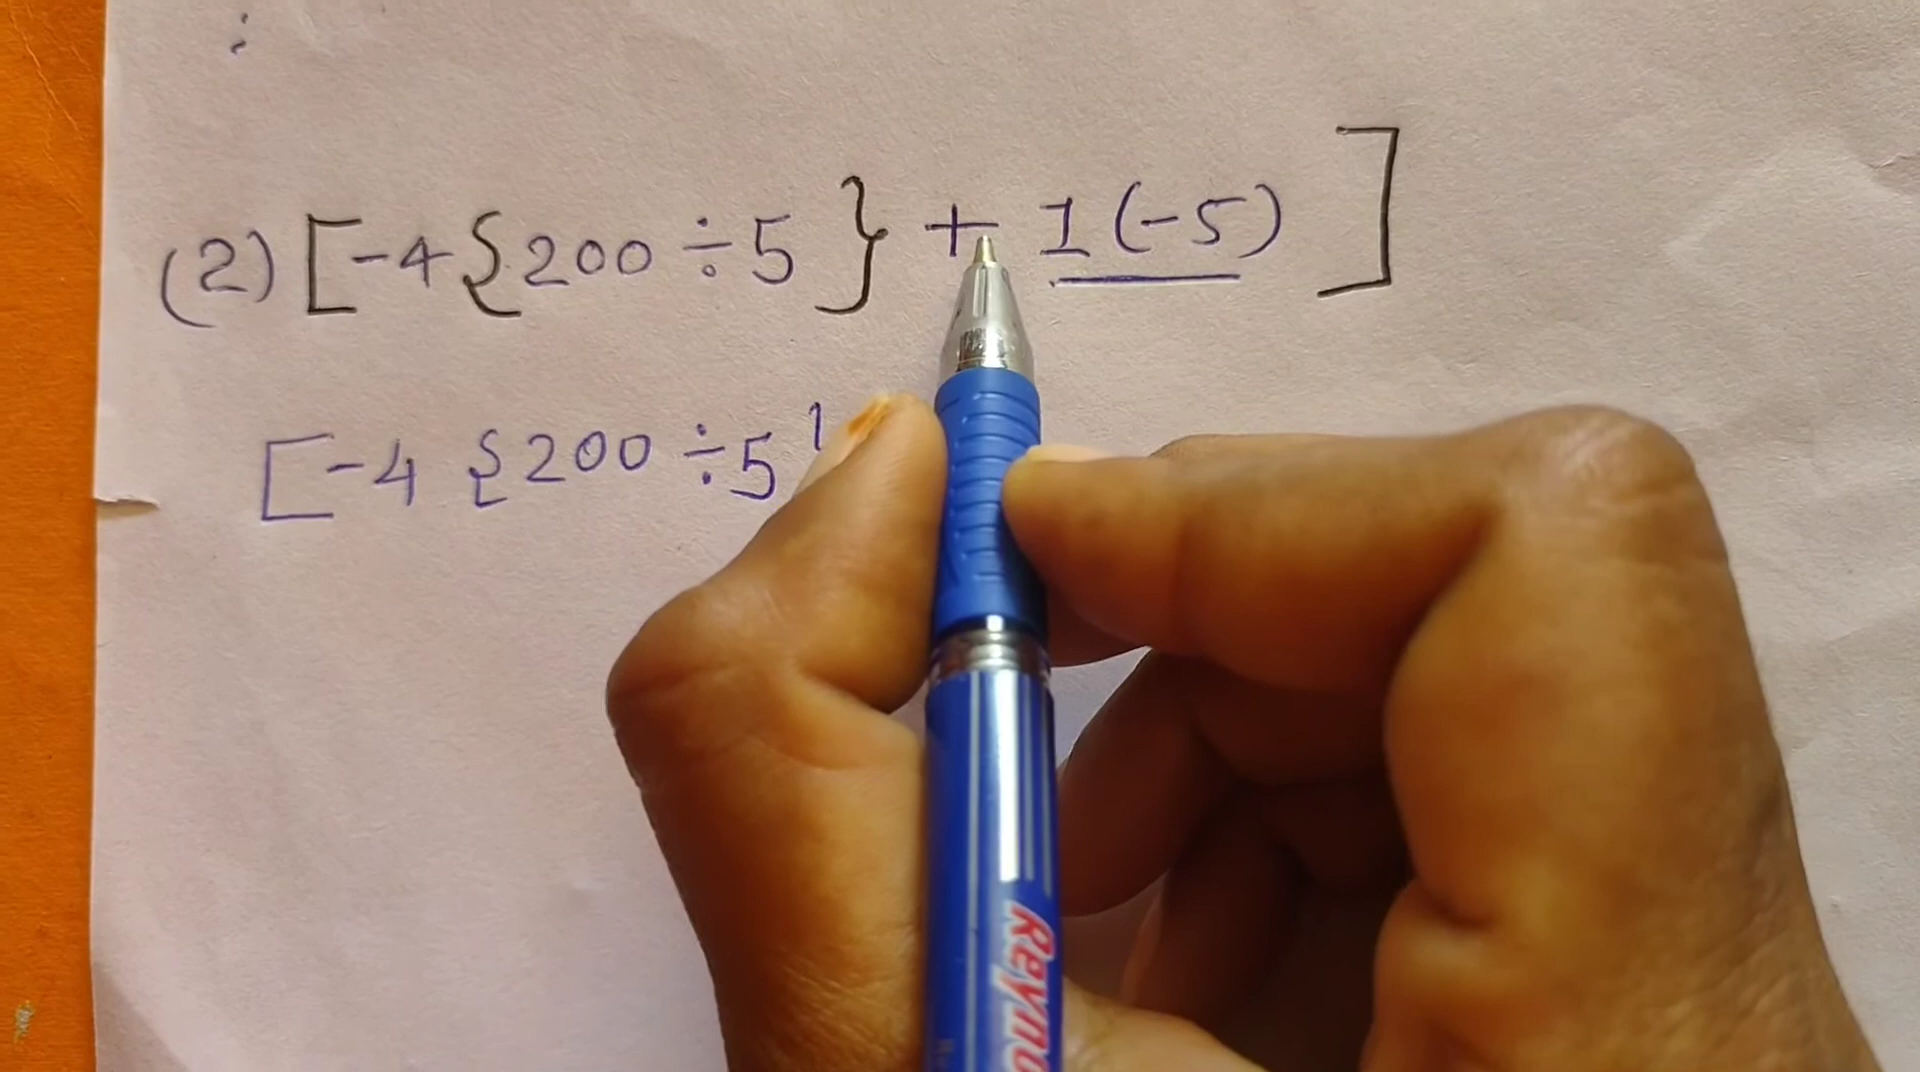 (2) [-4{200÷5} + 1(-5) ]
[-4 {200÷5
Reyno